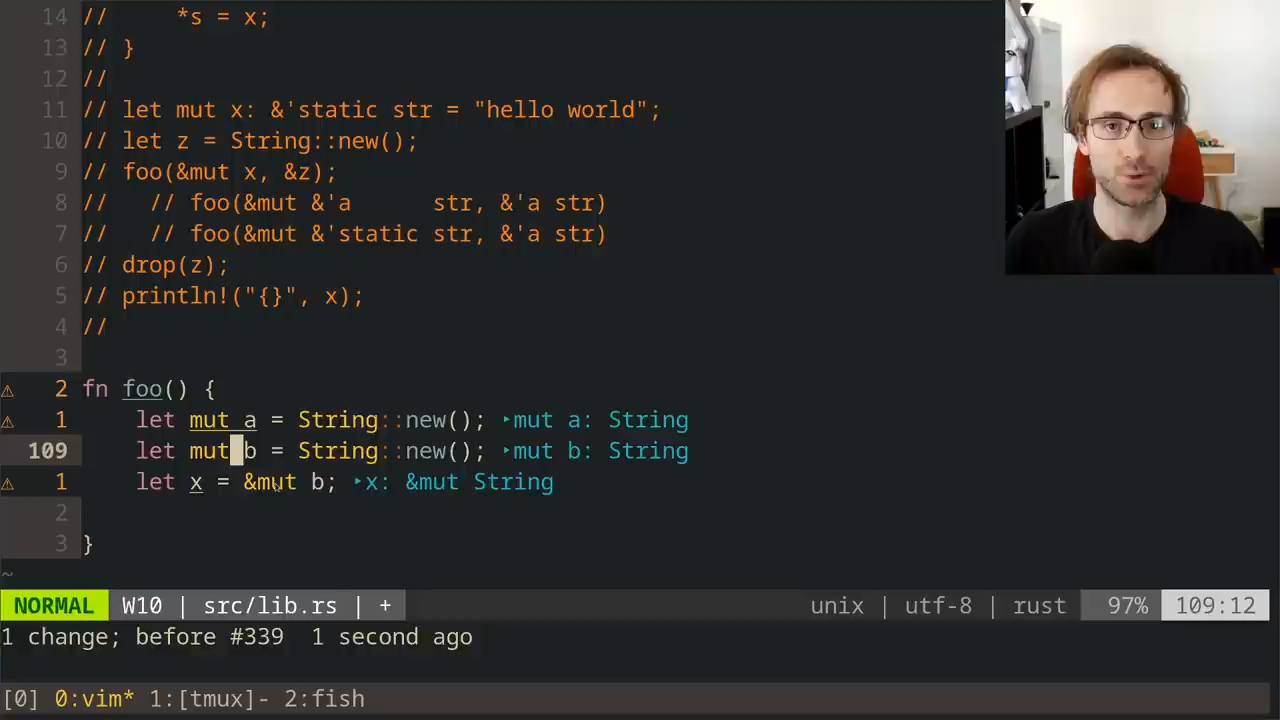 14 //     *s = x;
13 // }
12 //
11 // let mut x: &'static str = "hello world";
10 // let z = String::new();
9 // foo(&mut x, &z);
8 //   // foo(&mut &'a      str, &'a str)
7 //   // foo(&mut &'static str, &'a str)
6 // drop(z);
5 // println!("{}", x);
4 //
3
⚠ 2 fn foo() {
⚠ 1     let mut a = String::new(); ‣mut a: String
109     let mut b = String::new(); ‣mut b: String
⚠ 1     let x = &mut b; ‣x: &mut String
2
3 }
~
NORMAL W10 | src/lib.rs | + unix | utf-8 | rust 97% 109:12
1 change; before #339  1 second ago
[0] 0:vim* 1:[tmux]- 2:fish